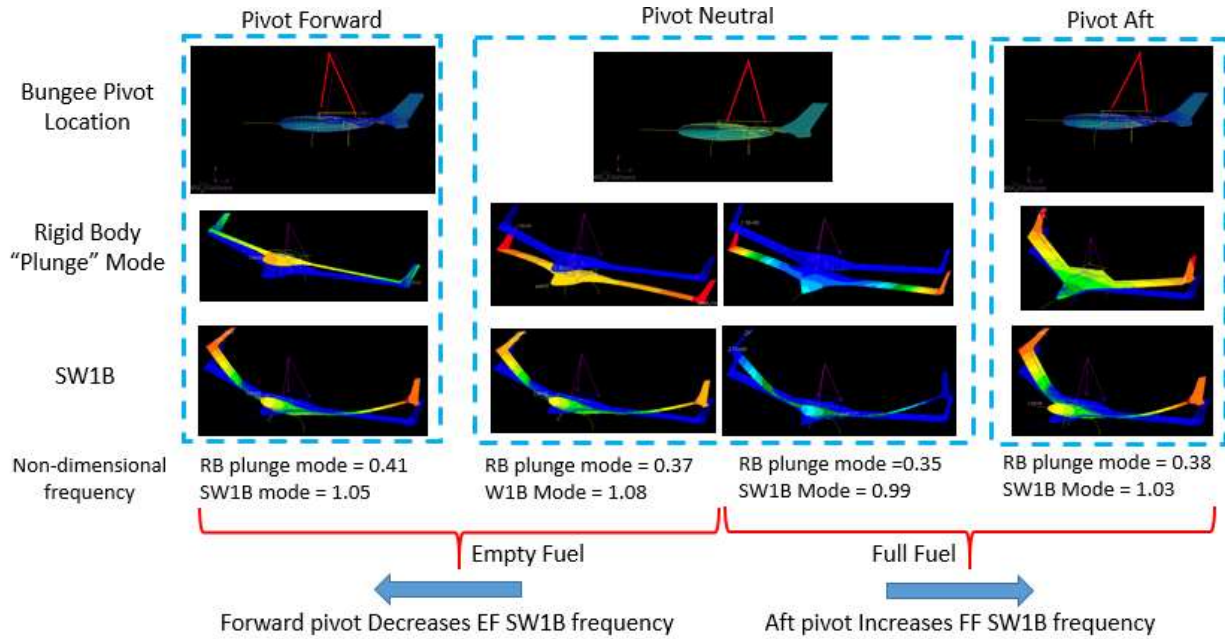 Pivot Forward
Pivot Neutral
Pivot Aft
Bungee Pivot
Location
Rigid Body
“Plunge” Mode
SW1B
Non-dimensional
frequency
RB plunge mode = 0.41
SW1B mode = 1.05
RB plunge mode = 0.37
W1B Mode = 1.08
RB plunge mode =0.35
SW1B Mode = 0.99
RB plunge mode = 0.38
SW1B Mode = 1.03
Empty Fuel
Full Fuel
Forward pivot Decreases EF SW1B frequency
Aft pivot Increases FF SW1B frequency